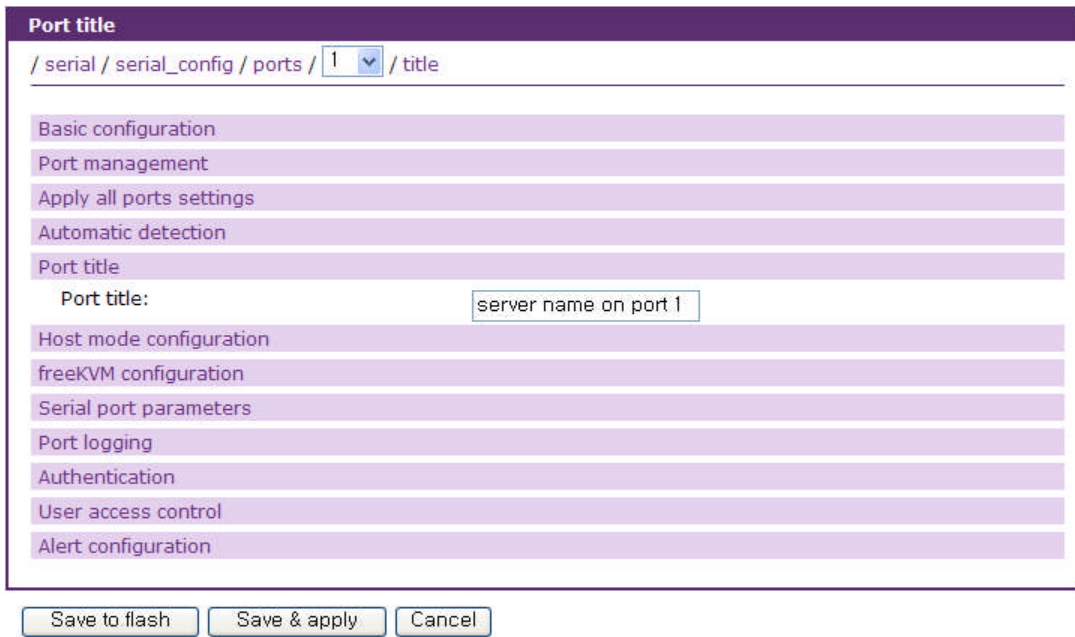 Port title
/ serial / serial_config / ports / 1 / title
Basic configuration
Port management
Apply all ports settings
Automatic detection
Port title
Port title: server name on port 1
Host mode configuration
freeKVM configuration
Serial port parameters
Port logging
Authentication
User access control
Alert configuration
Save to flash Save & apply Cancel